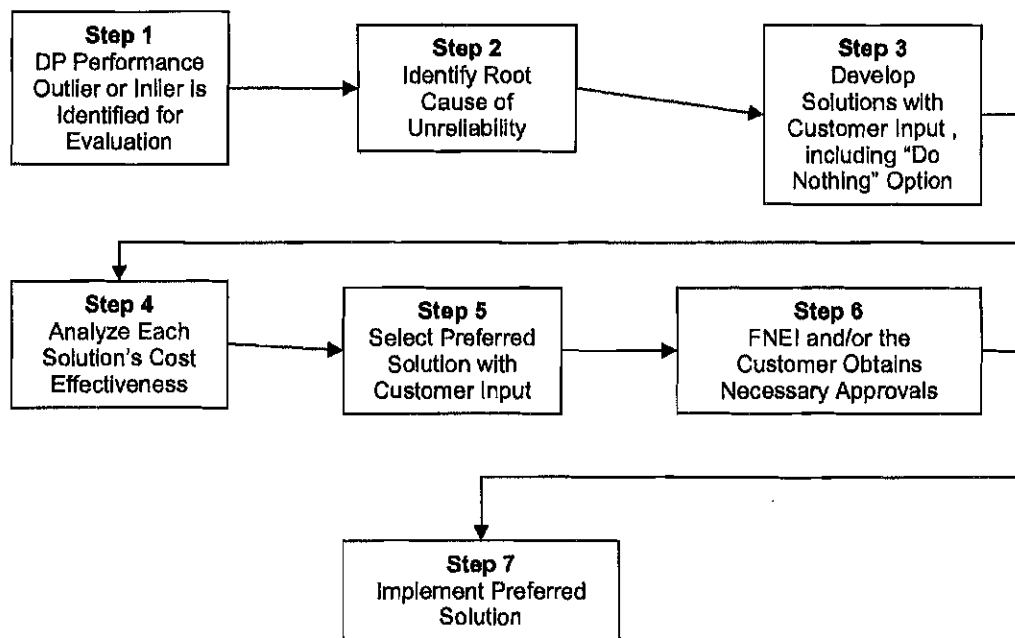 Step 1
DP Performance
Outlier or Inlier is
Identified for
Evaluation
Step 2
Identify Root
Cause of
Unreliability
Step 3
Develop
Solutions with
Customer Input ,
including "Do
Nothing" Option
Step 4
Analyze Each
Solution's Cost
Effectiveness
Step 5
Select Preferred
Solution with
Customer Input
Step 6
FNEI and/or the
Customer Obtains
Necessary Approvals
Step 7
Implement Preferred
Solution